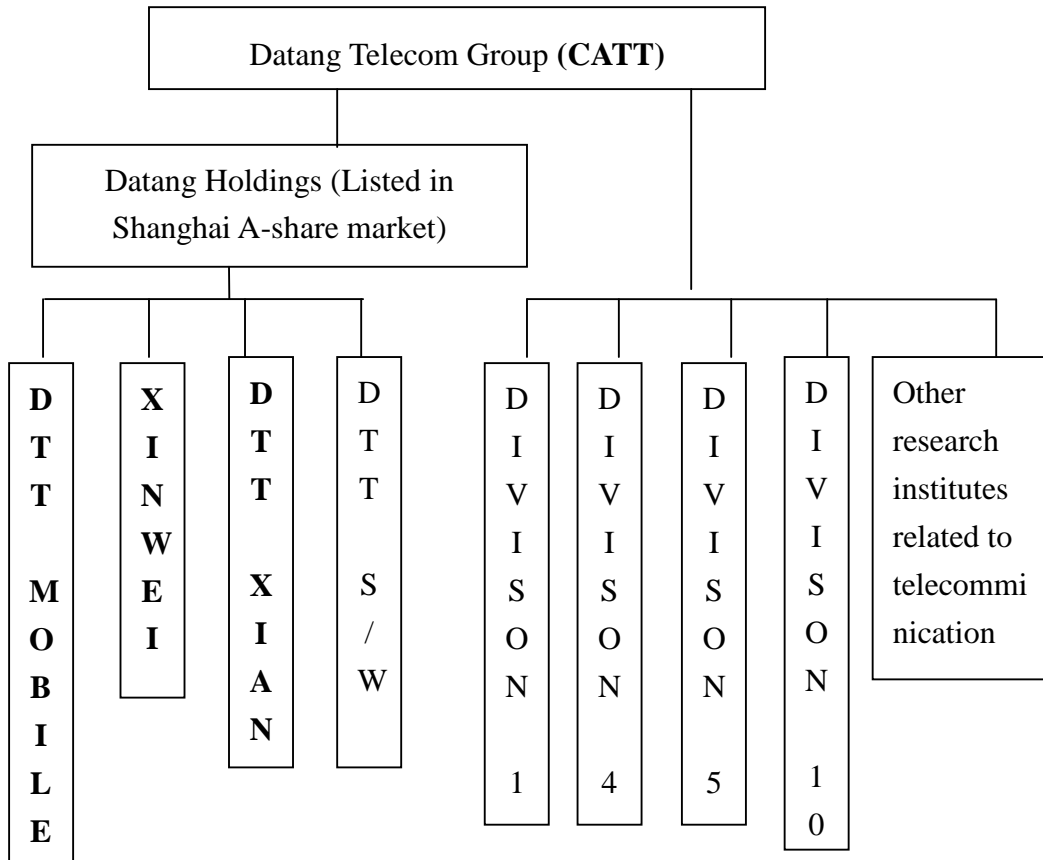 Datang Telecom Group (CATT)
Datang Holdings (Listed in
Shanghai A-share market)
DTT MOBILE
XINWEI
DTT XIAN
DTT S/W
DIVISON 1
DIVISON 4
DIVISON 5
DIVISON 10
Other
research
institutes
related to
telecommi
nication